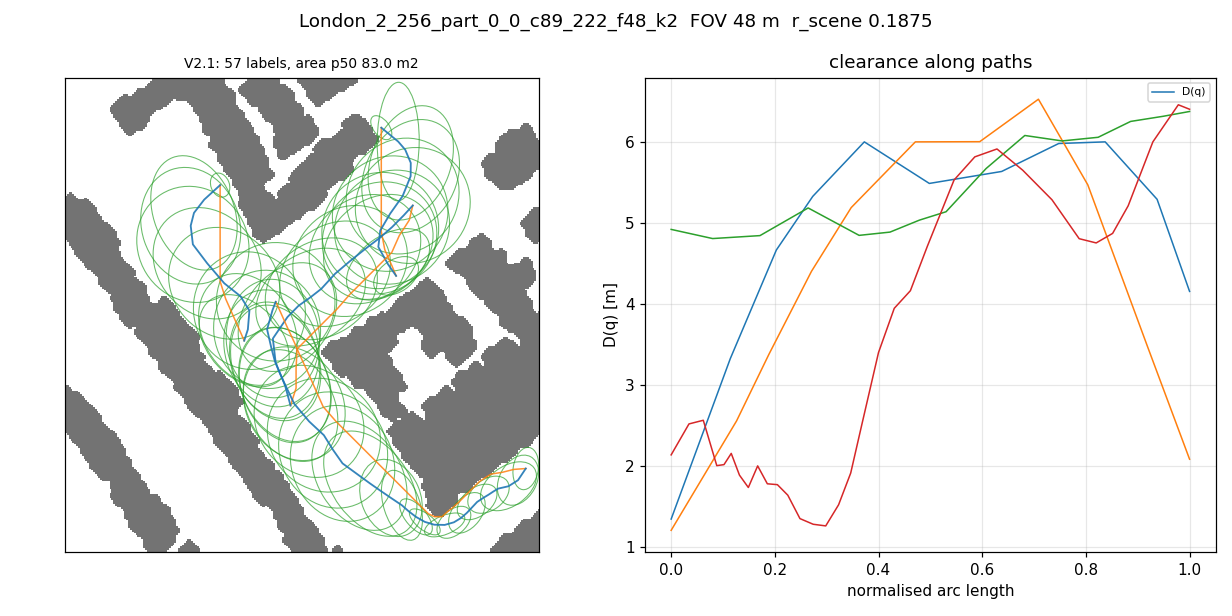 London_2_256_part_0_0_c89_222_f48_k2  FOV 48 m  r_scene 0.1875
V2.1: 57 labels, area p50 83.0 m2
clearance along paths
D(q)
D(q) [m]
6
5
4
3
2
1
0.0 0.2 0.4 0.6 0.8 1.0
normalised arc length